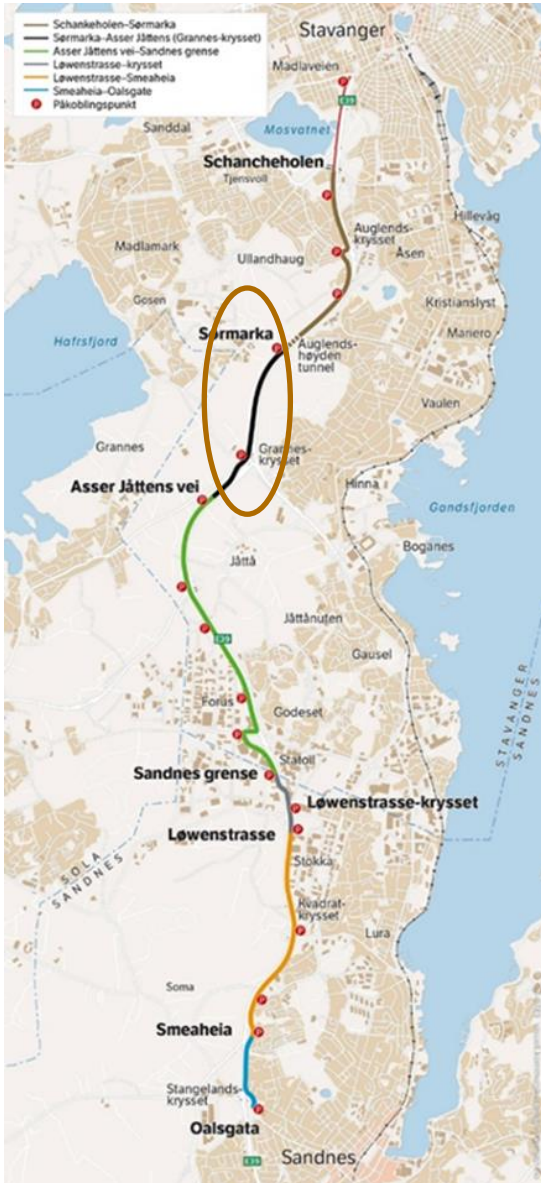 Schankeholen–Sørmarka
Sørmarka–Asser Jåttens (Grannes-krysset)
Asser Jåttens vei–Sandnes grense
Løwenstrasse-krysset
Løwenstrasse–Smeaheia
Smeaheia–Oalsgate
P Påkoblingspunkt
Stavanger
Madlaveien
P
E39
Sanddal
Mosvatnet
Schancheholen
Tjensvoll
P
Hillevåg
Auglends-
krysset
P
Åsen
Madlamark
Ullandhaug
Gosen
P
Kristianslyst
Mariero
Hafrsfjord
Sørmarka
P
Auglends-
høyden
tunnel
Vaulen
Grannes
P
Grannes-
krysset
Asser Jåttens vei
P
Hinna
Gandsfjorden
Boganes
Jåttå
P
Jåttånuten
P
E39
Gausel
STAVANGER
SANDNES
Forus
P
Godeset
P
Statoil
Sandnes grense
P
P
Løwenstrasse-krysset
Løwenstrasse
P
SOLA
SANDNES
Stokka
Kvadrat-
krysset
P
Lura
Soma
P
Smeaheia
P
Stangelands-
krysset
P
Oalsgata
E39
Sandnes